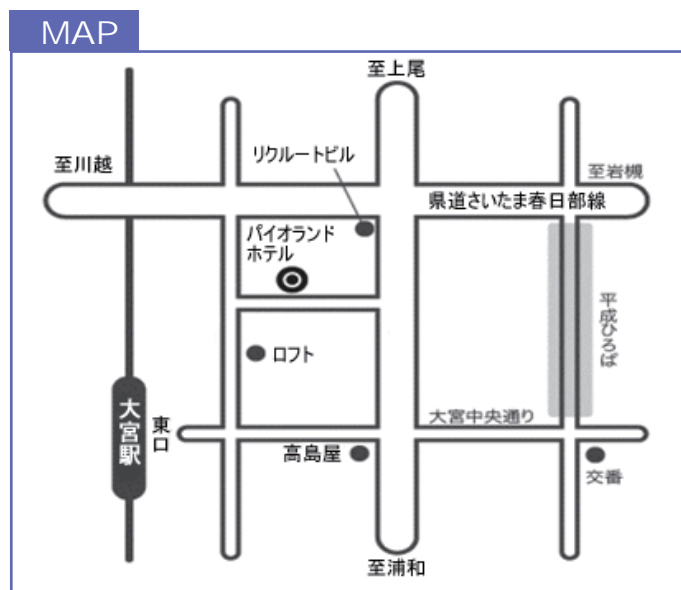 MAP
至上尾
リクルートビル
至川越
至岩槻
県道さいたま春日部線
パイオランド
ホテル
平成ひろば
ロフト
大宮駅
東口
大宮中央通り
高島屋
交番
至浦和